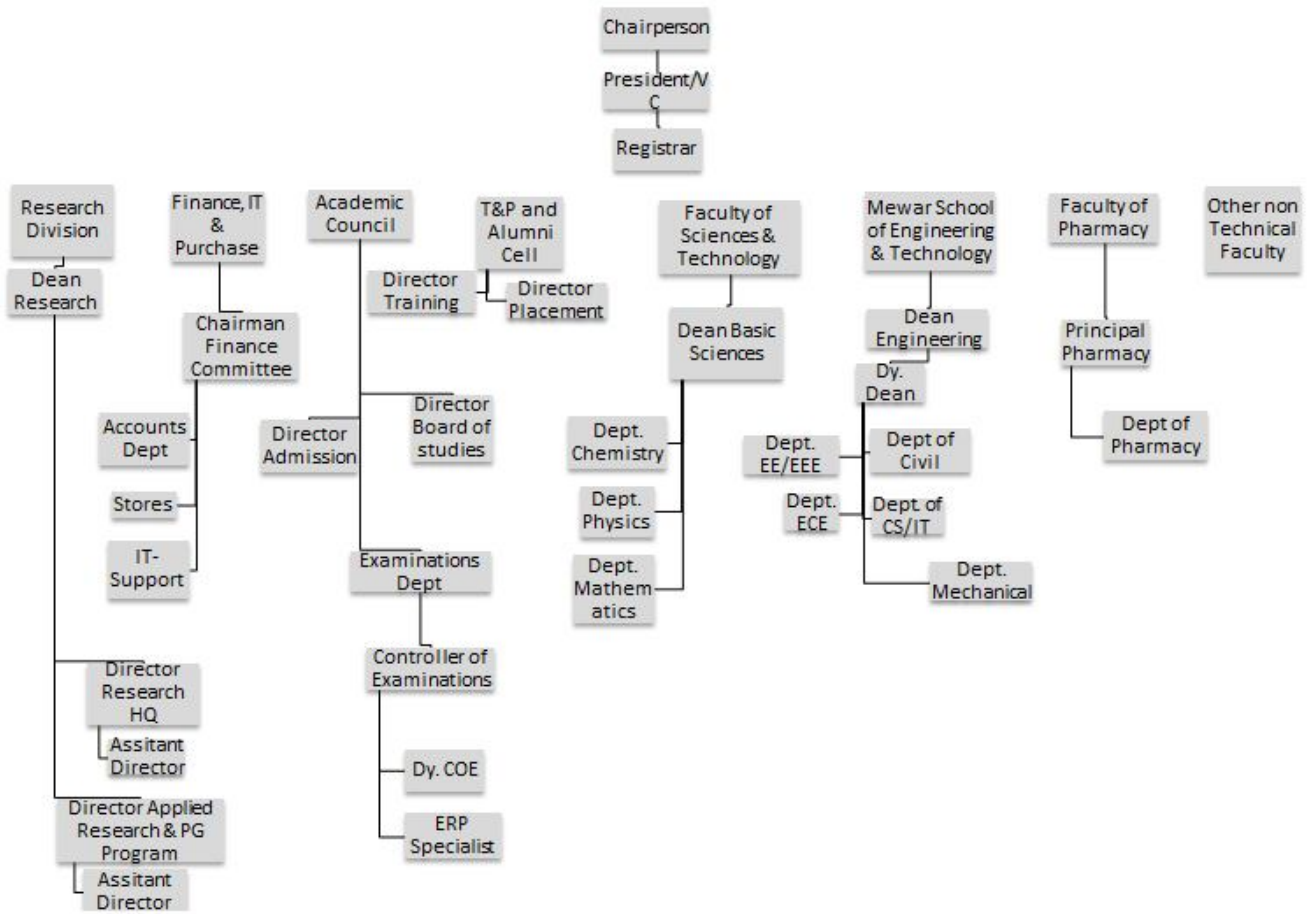 Chairperson
President/V
C
Registrar
Research
Division
Dean
Research
Finance, IT
&
Purchase
Chairman
Finance
Committee
Accounts
Dept
Stores
IT-
Support
Academic
Council
T&P and
Alumni
Cell
Director
Training
Director
Placement
Director
Admission
Director
Board of
studies
Examinations
Dept
Controller of
Examinations
Dy. COE
ERP
Specialist
Director
Research
HQ
Assitant
Director
Director Applied
Research & PG
Program
Assitant
Director
Faculty of
Sciences &
Technology
Dean Basic
Sciences
Dept.
Chemistry
Dept.
Physics
Dept.
Mathem
atics
Mewar School
of Engineering
& Technology
Dean
Engineering
Dy.
Dean
Dept.
EE/EEE
Dept of
Civil
Dept.
ECE
Dept. of
CS/IT
Dept.
Mechanical
Faculty of
Pharmacy
Principal
Pharmacy
Dept of
Pharmacy
Other non
Technical
Faculty